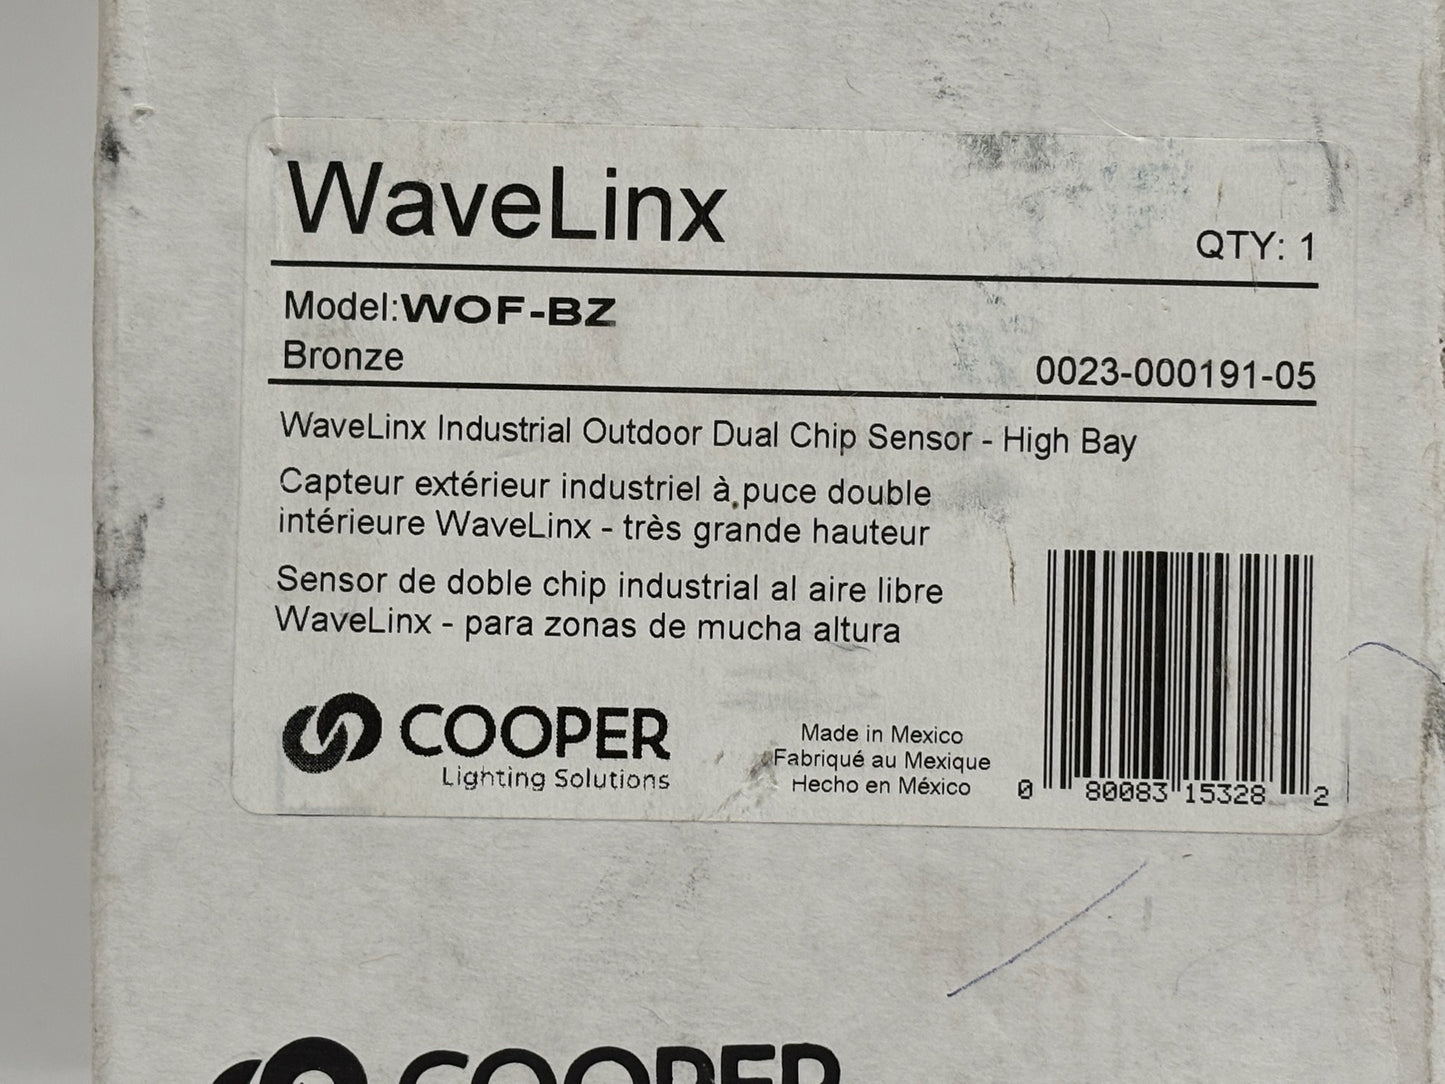 WaveLinx
QTY: 1
Model:WOF-BZ
Bronze
0023-000191-05
WaveLinx Industrial Outdoor Dual Chip Sensor - High Bay
Capteur extérieur industriel à puce double
intérieure WaveLinx - très grande hauteur
Sensor de doble chip industrial al aire libre
WaveLinx - para zonas de mucha altura
COOPER
Lighting Solutions
Made in Mexico
Fabriqué au Mexique
Hecho en México
0 80083 15328 2
COOPER